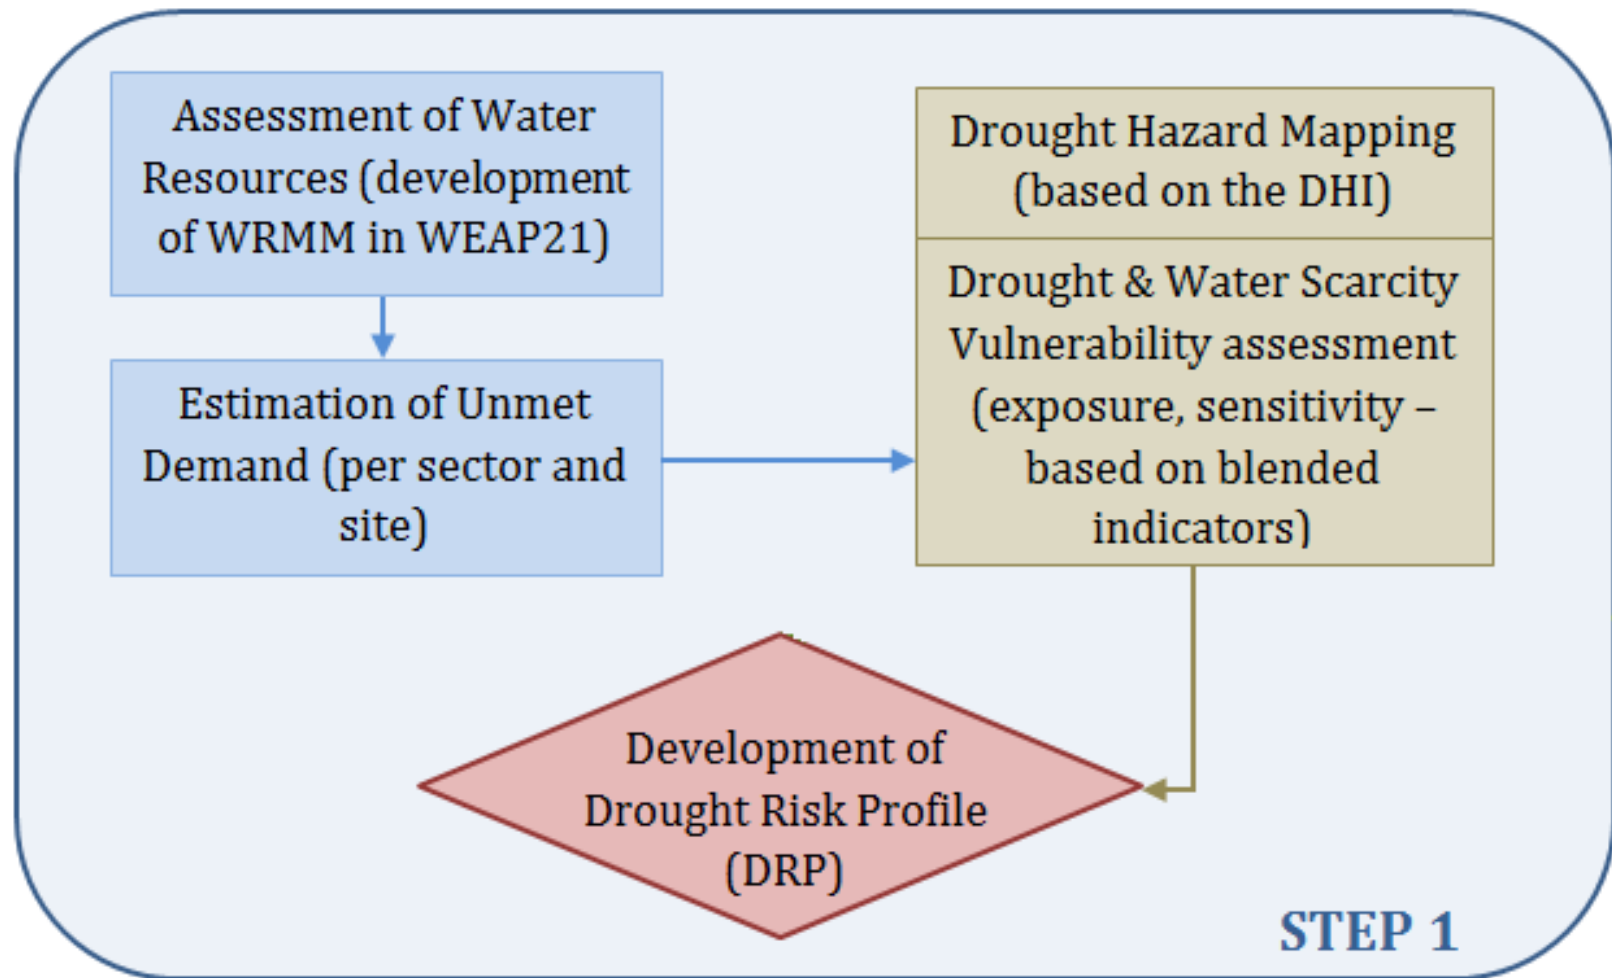 Assessment of Water
Resources (development
of WRMM in WEAP21)
Estimation of Unmet
Demand (per sector and
site)
Drought Hazard Mapping
(based on the DHI)
Drought & Water Scarcity
Vulnerability assessment
(exposure, sensitivity –
based on blended
indicators)
Development of
Drought Risk Profile
(DRP)
STEP 1